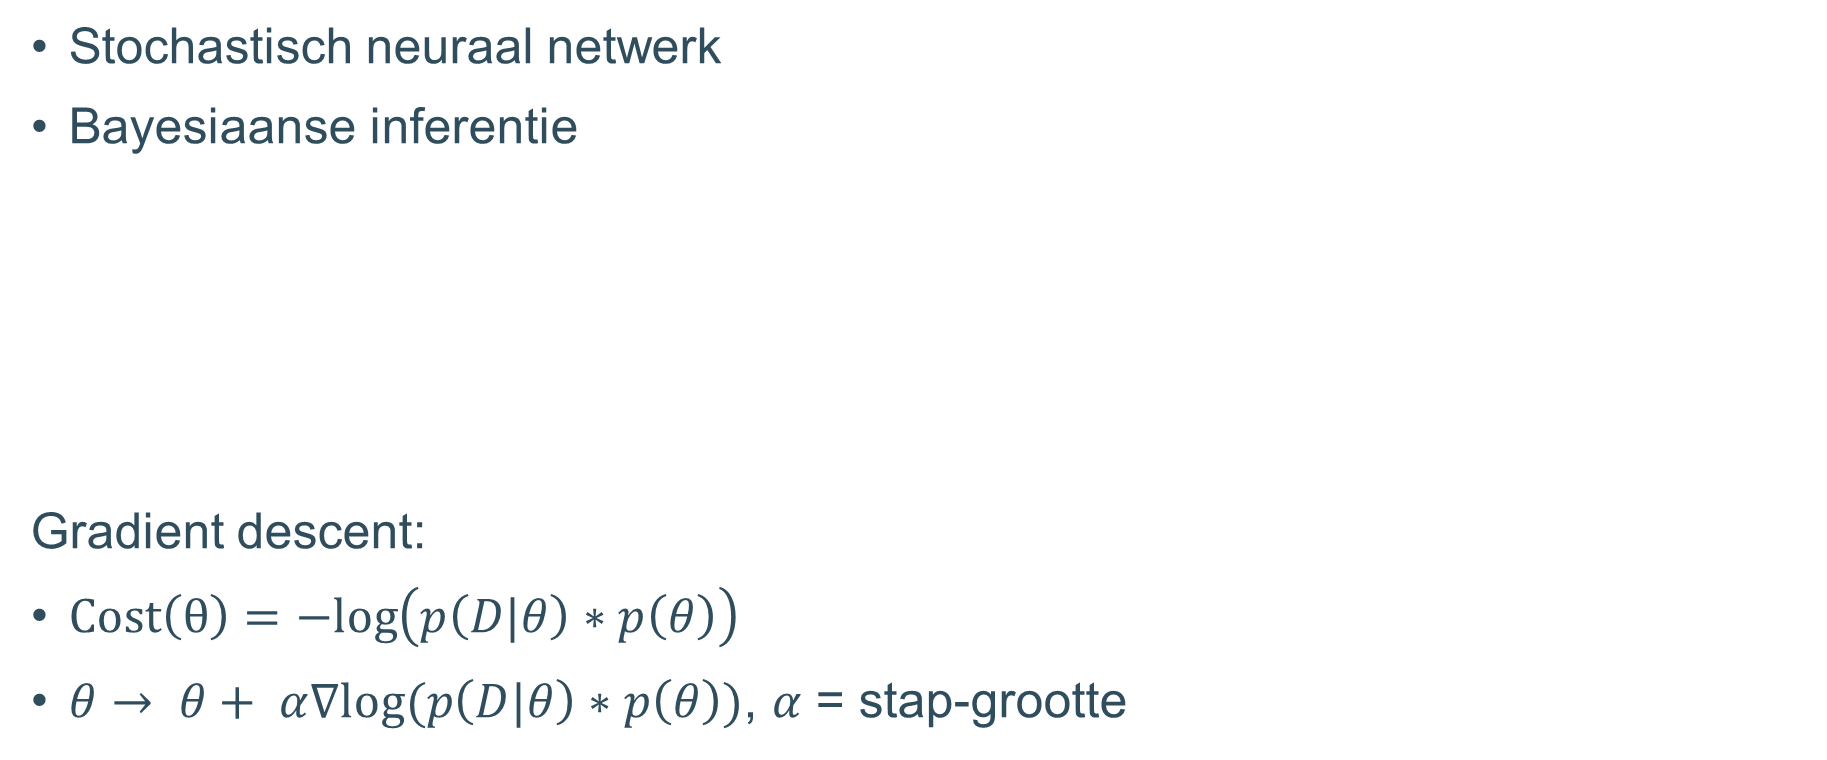 • Stochastisch neuraal netwerk
• Bayesiaanse inferentie
Gradient descent:
• Cost(θ) = −log(p(D|θ) ∗ p(θ))
• θ → θ + α∇log(p(D|θ) ∗ p(θ)), α = stap-grootte